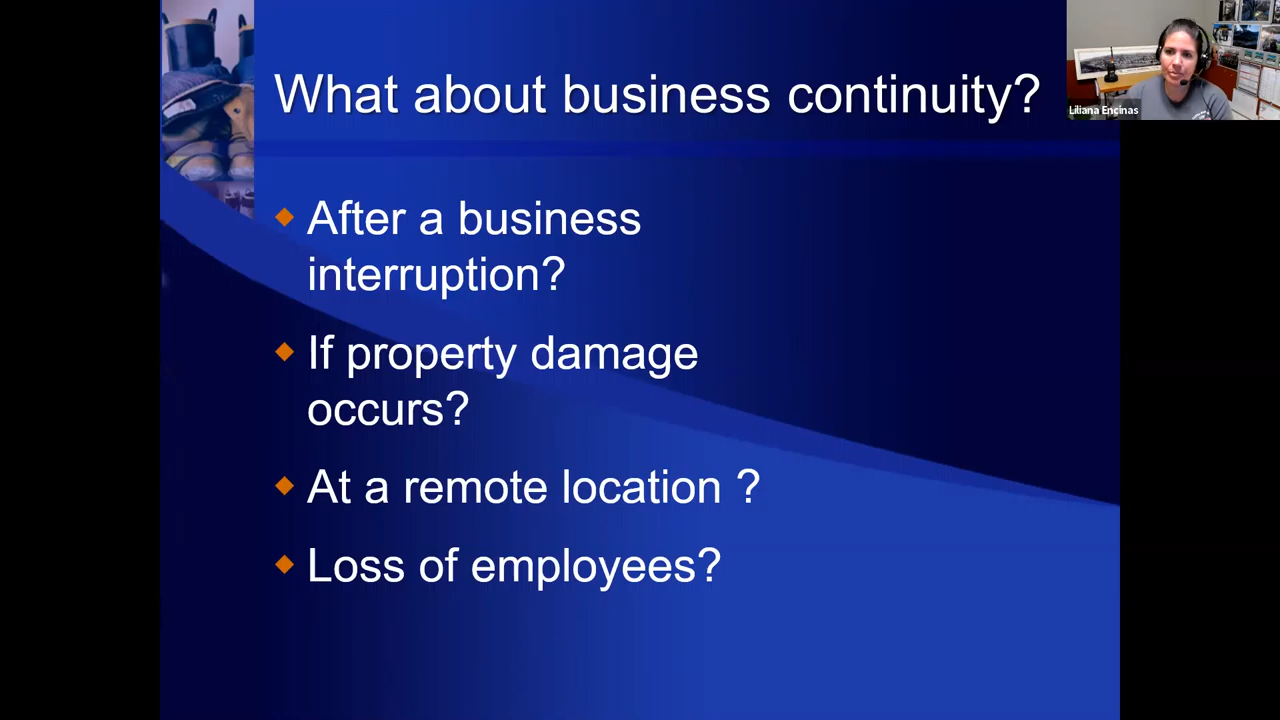 What about business continuity?
Liliana Encinas
After a business
interruption?
If property damage
occurs?
At a remote location ?
Loss of employees?